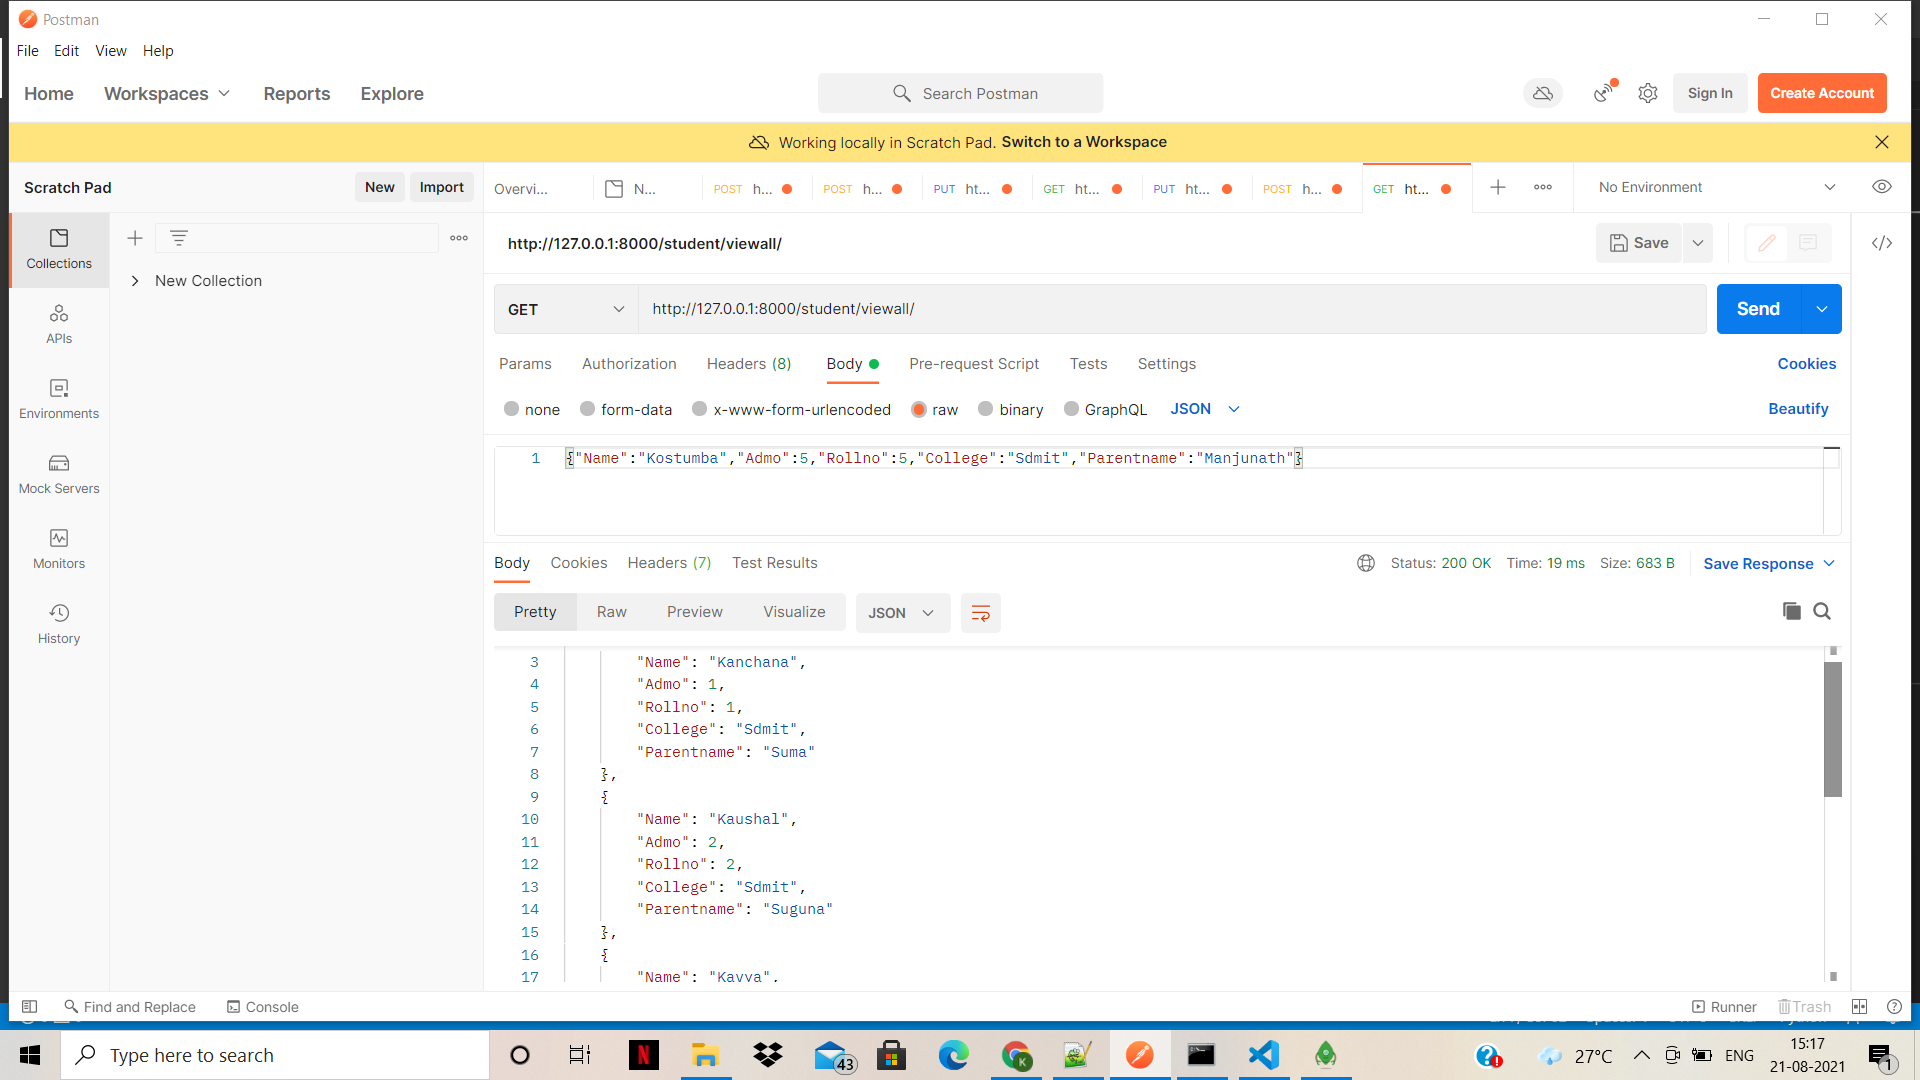 Postman
File Edit View Help
Home Workspaces Reports Explore
Search Postman
Sign In
Create Account
Working locally in Scratch Pad. Switch to a Workspace
Scratch Pad
New
Import
Overvi...
N...
POST h...
POST h...
PUT ht...
GET ht...
PUT ht...
POST h...
GET ht...
No Environment
Collections
New Collection
APIs
Environments
Mock Servers
Monitors
History
http://127.0.0.1:8000/student/viewall/
Save
GET
http://127.0.0.1:8000/student/viewall/
Send
Params Authorization Headers (8) Body Pre-request Script Tests Settings
Cookies
none form-data x-www-form-urlencoded raw binary GraphQL JSON
Beautify
1 {"Name":"Kostumba","Admo":5,"Rollno":5,"College":"Sdmit","Parentname":"Manjunath"}
Body Cookies Headers (7) Test Results
Status: 200 OK Time: 19 ms Size: 683 B
Save Response
Pretty Raw Preview Visualize JSON
3 "Name": "Kanchana",
4 "Admo": 1,
5 "Rollno": 1,
6 "College": "Sdmit",
7 "Parentname": "Suma"
8 },
9 {
10 "Name": "Kaushal",
11 "Admo": 2,
12 "Rollno": 2,
13 "College": "Sdmit",
14 "Parentname": "Suguna"
15 },
16 {
17 "Name": "Kavya",
Find and Replace
Console
Runner
Trash
Type here to search
43
27°C
ENG
15:17
21-08-2021
1